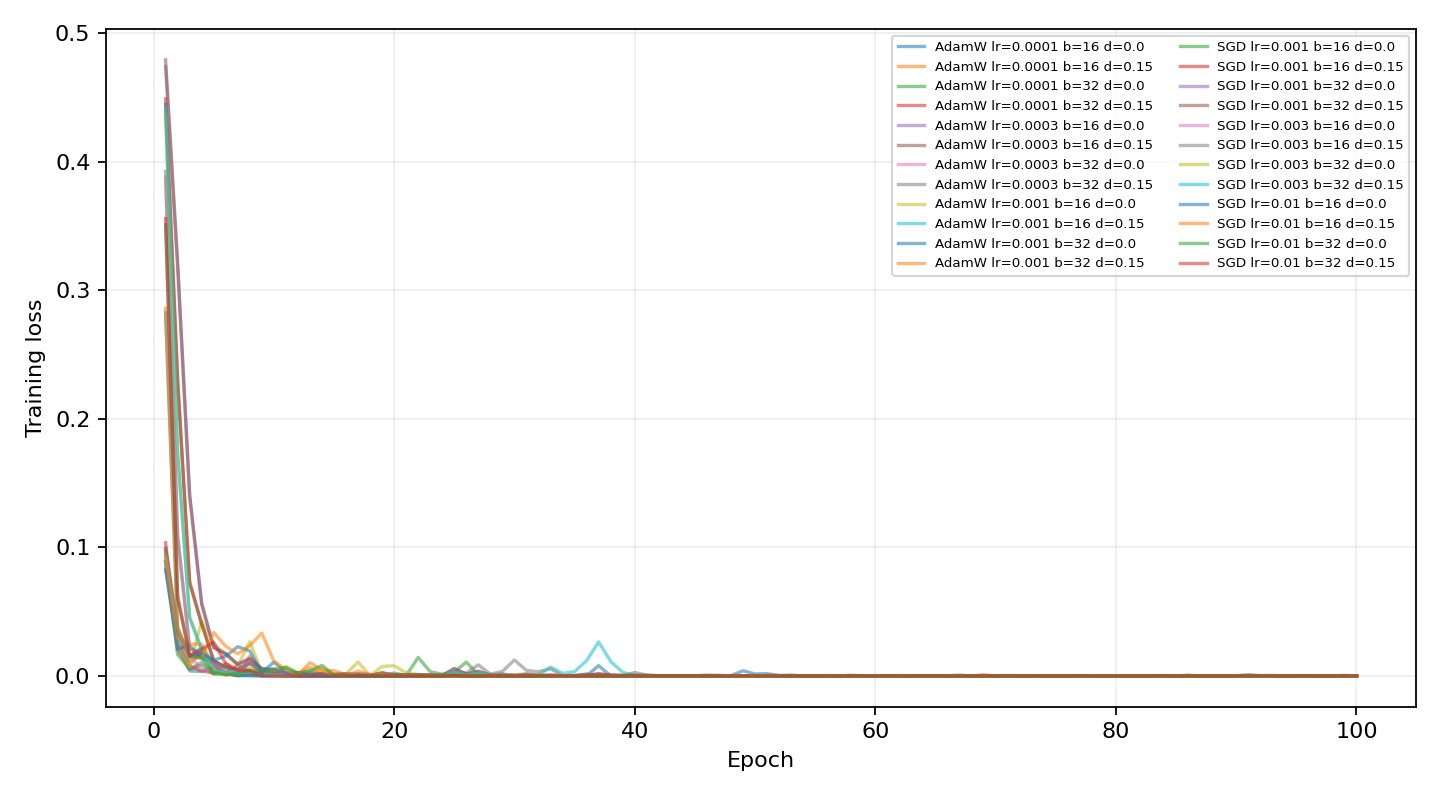 0.5
0.4
0.3
0.2
0.1
0.0
Training loss
0
20
40
60
80
100
Epoch
AdamW lr=0.0001 b=16 d=0.0
AdamW lr=0.0001 b=16 d=0.15
AdamW lr=0.0001 b=32 d=0.0
AdamW lr=0.0001 b=32 d=0.15
AdamW lr=0.0003 b=16 d=0.0
AdamW lr=0.0003 b=16 d=0.15
AdamW lr=0.0003 b=32 d=0.0
AdamW lr=0.0003 b=32 d=0.15
AdamW lr=0.001 b=16 d=0.0
AdamW lr=0.001 b=16 d=0.15
AdamW lr=0.001 b=32 d=0.0
AdamW lr=0.001 b=32 d=0.15
SGD lr=0.001 b=16 d=0.0
SGD lr=0.001 b=16 d=0.15
SGD lr=0.001 b=32 d=0.0
SGD lr=0.001 b=32 d=0.15
SGD lr=0.003 b=16 d=0.0
SGD lr=0.003 b=16 d=0.15
SGD lr=0.003 b=32 d=0.0
SGD lr=0.003 b=32 d=0.15
SGD lr=0.01 b=16 d=0.0
SGD lr=0.01 b=16 d=0.15
SGD lr=0.01 b=32 d=0.0
SGD lr=0.01 b=32 d=0.15